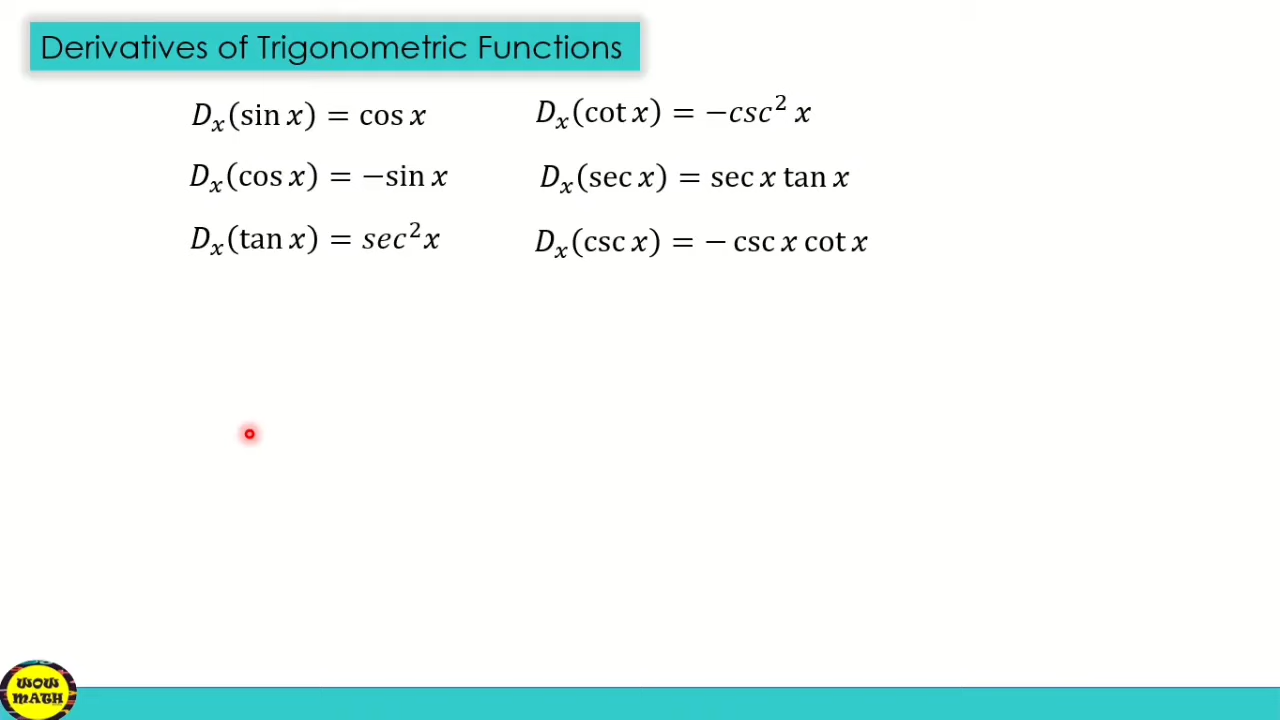 Derivatives of Trigonometric Functions
Dₓ(sin x) = cos x
Dₓ(cos x) = −sin x
Dₓ(tan x) = sec²x
Dₓ(cot x) = −csc² x
Dₓ(sec x) = sec x tan x
Dₓ(csc x) = − csc x cot x
WOW
MATH